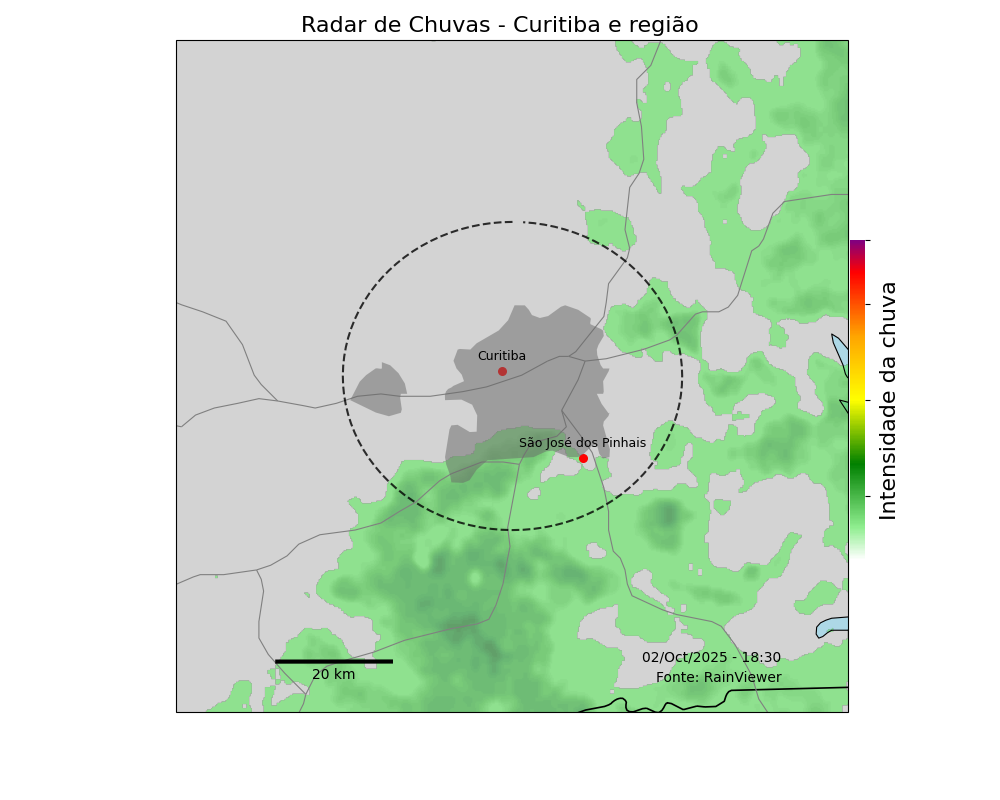 Radar de Chuvas - Curitiba e região
Curitiba
São José dos Pinhais
Intensidade da chuva
02/Oct/2025 - 18:30
Fonte: RainViewer
20 km